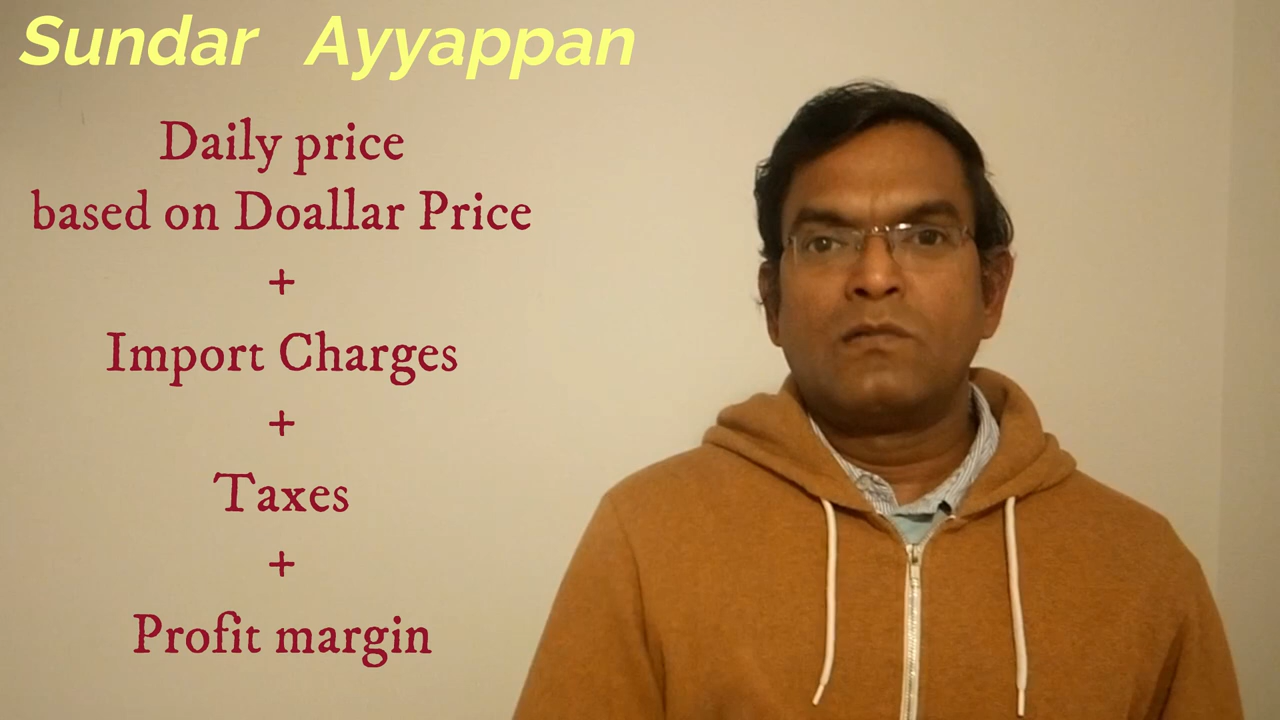 Sundar Ayyappan
Daily price
based on Doallar Price
+
Import Charges
+
Taxes
+
Profit margin